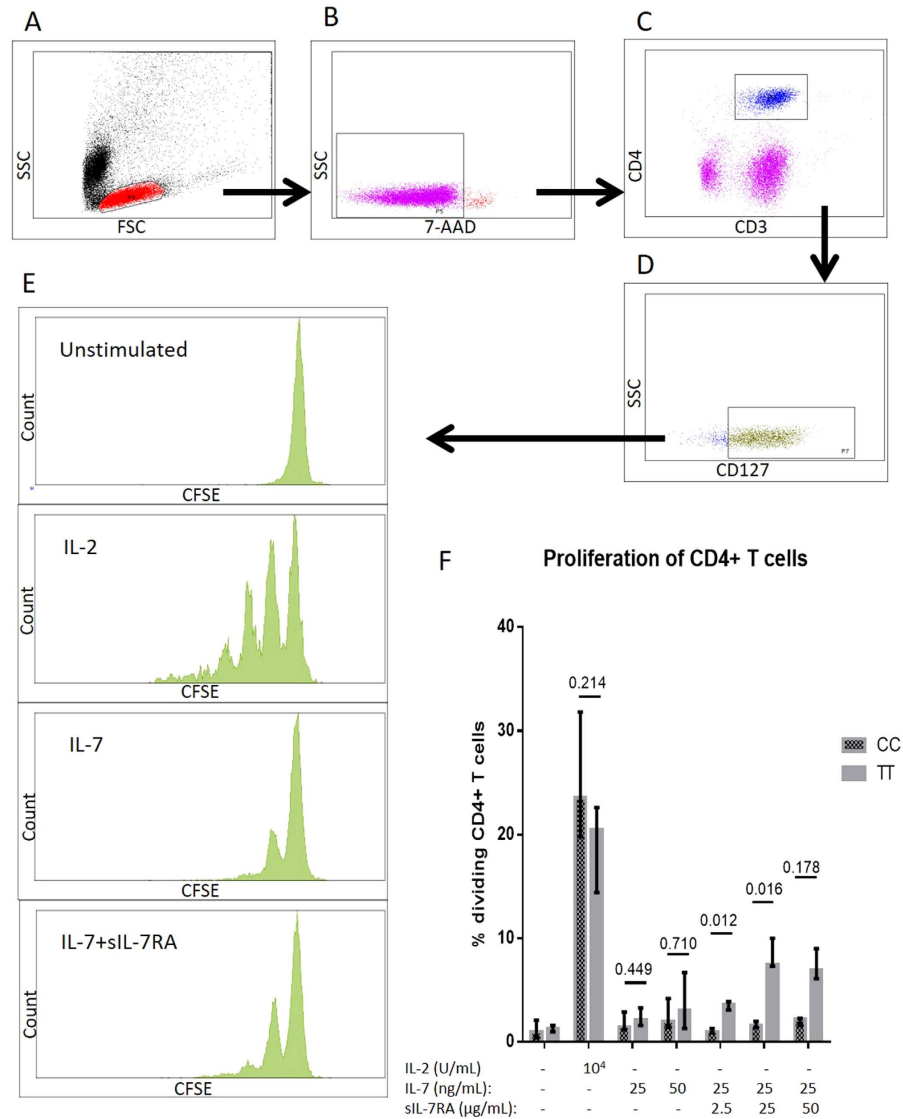 A
SSC
FSC
B
SSC
P5
7-AAD
C
CD4
CD3
D
SSC
P7
CD127
E
Unstimulated
Count
CFSE
IL-2
Count
CFSE
IL-7
Count
CFSE
IL-7+sIL-7RA
Count
CFSE
F
Proliferation of CD4+ T cells
% dividing CD4+ T cells
40
30
20
10
0
0.214
0.449
0.710
0.012
0.016
0.178
CC
TT
IL-2 (U/mL) - 10⁴ - - - - -
IL-7 (ng/mL): - - 25 50 25 25 25
sIL-7RA (µg/mL): - - - - 2.5 25 50